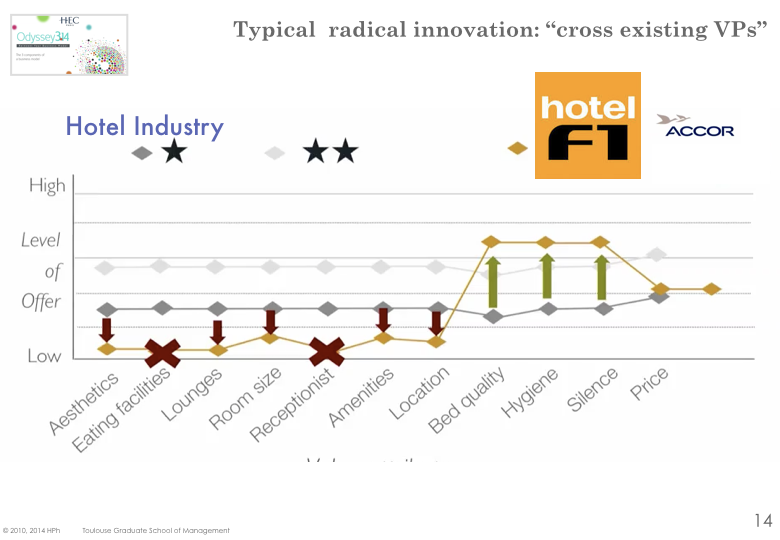 HEC
Odyssey 3.14
Typical radical innovation: “cross existing VPs”
hotel
F1
ACCOR
Hotel Industry
High
Level
of
Offer
Low
Aesthetics
Eating facilities
Lounges
Room size
Receptionist
Amenities
Location
Bed quality
Hygiene
Silence
Price
14
© 2010, 2014 HPh Toulouse Graduate School of Management